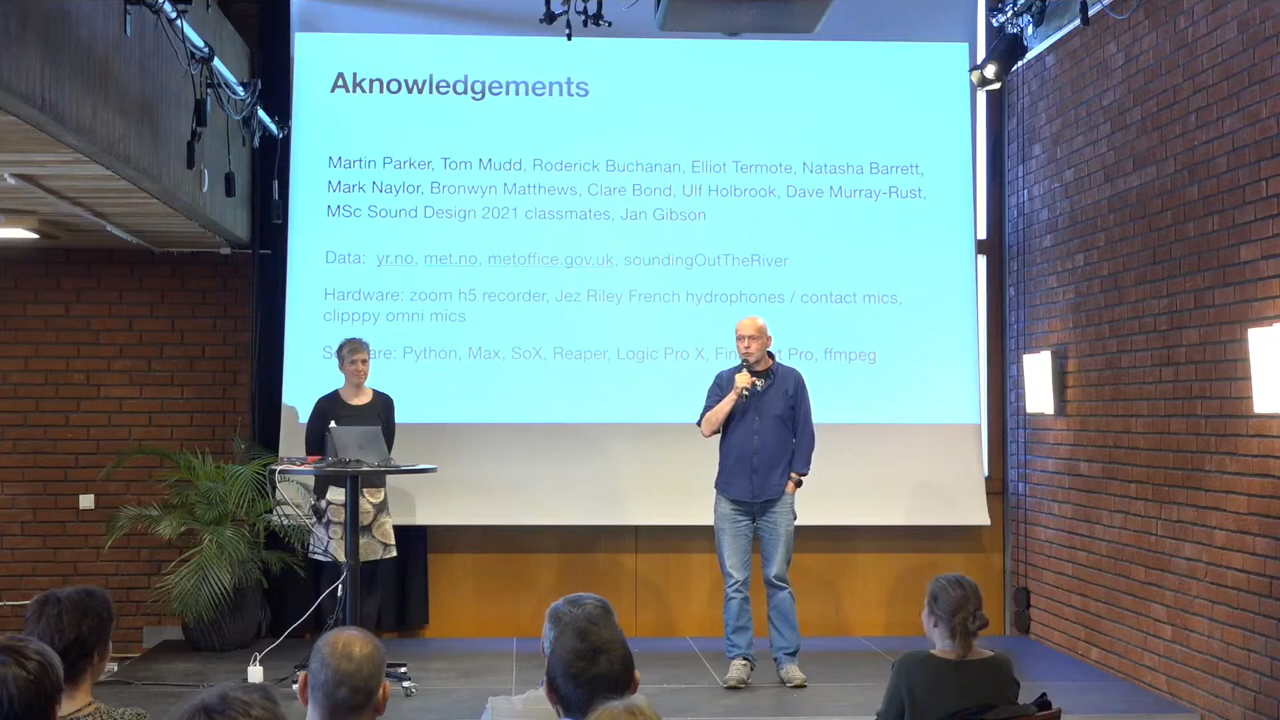 Aknowledgements
Martin Parker, Tom Mudd, Roderick Buchanan, Elliot Termote, Natasha Barrett,
Mark Naylor, Bronwyn Matthews, Clare Bond, Ulf Holbrook, Dave Murray-Rust,
MSc Sound Design 2021 classmates, Jan Gibson
Data: yr.no, met.no, metoffice.gov.uk, soundingOutTheRiver
Hardware: zoom h5 recorder, Jez Riley French hydrophones / contact mics,
clipppy omni mics
Python, Max, SoX, Reaper, Logic Pro X, Pro, ffmpeg